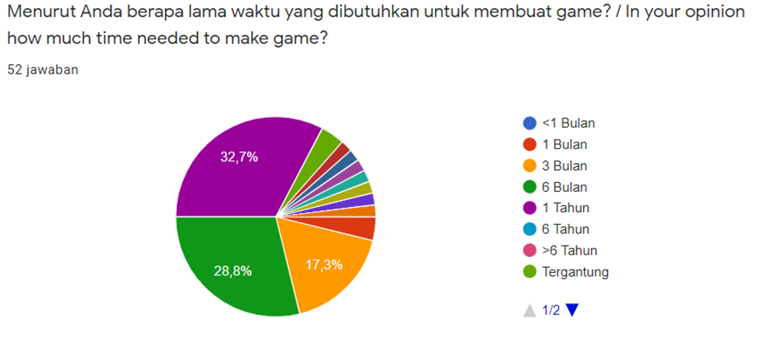 Menurut Anda berapa lama waktu yang dibutuhkan untuk membuat game? / In your opinion
how much time needed to make game?
52 jawaban
32,7%
28,8%
17,3%
<1 Bulan
1 Bulan
3 Bulan
6 Bulan
1 Tahun
6 Tahun
>6 Tahun
Tergantung
1/2